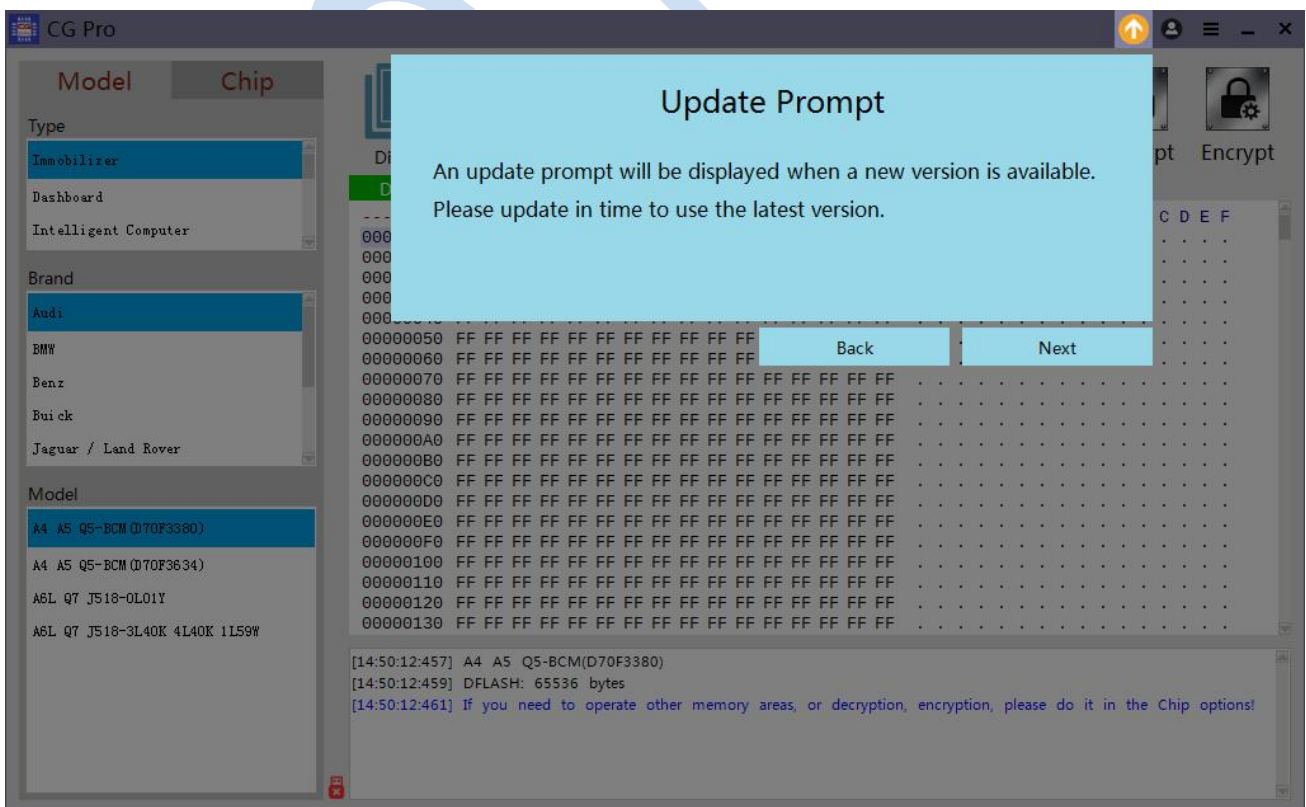 CG Pro
Model Chip
Type
Immobilizer
Dashboard
Intelligent Computer
Brand
Audi
BMW
Benz
Buick
Jaguar / Land Rover
Model
A4 A5 Q5-BCM(D70F3380)
A4 A5 Q5-BCM(D70F3634)
A6L Q7 J518-0L01Y
A6L Q7 J518-3L40K 4L40K 1L59W
Encrypt
Update Prompt
An update prompt will be displayed when a new version is available.
Please update in time to use the latest version.
Back Next
C D E F
00000050 FF FF FF FF FF FF FF FF FF FF FF
00000060 FF FF FF FF FF FF FF FF FF FF FF
00000070 FF FF FF FF FF FF FF FF FF FF FF FF FF FF FF FF . . . . . . . . . . . . . . . .
00000080 FF FF FF FF FF FF FF FF FF FF FF FF FF FF FF FF . . . . . . . . . . . . . . . .
00000090 FF FF FF FF FF FF FF FF FF FF FF FF FF FF FF FF . . . . . . . . . . . . . . . .
000000A0 FF FF FF FF FF FF FF FF FF FF FF FF FF FF FF FF . . . . . . . . . . . . . . . .
000000B0 FF FF FF FF FF FF FF FF FF FF FF FF FF FF FF FF . . . . . . . . . . . . . . . .
000000C0 FF FF FF FF FF FF FF FF FF FF FF FF FF FF FF FF . . . . . . . . . . . . . . . .
000000D0 FF FF FF FF FF FF FF FF FF FF FF FF FF FF FF FF . . . . . . . . . . . . . . . .
000000E0 FF FF FF FF FF FF FF FF FF FF FF FF FF FF FF FF . . . . . . . . . . . . . . . .
000000F0 FF FF FF FF FF FF FF FF FF FF FF FF FF FF FF FF . . . . . . . . . . . . . . . .
00000100 FF FF FF FF FF FF FF FF FF FF FF FF FF FF FF FF . . . . . . . . . . . . . . . .
00000110 FF FF FF FF FF FF FF FF FF FF FF FF FF FF FF FF . . . . . . . . . . . . . . . .
00000120 FF FF FF FF FF FF FF FF FF FF FF FF FF FF FF FF . . . . . . . . . . . . . . . .
00000130 FF FF FF FF FF FF FF FF FF FF FF FF FF FF FF FF . . . . . . . . . . . . . . . .
[14:50:12:457] A4 A5 Q5-BCM(D70F3380)
[14:50:12:459] DFLASH: 65536 bytes
[14:50:12:461] If you need to operate other memory areas, or decryption, encryption, please do it in the Chip options!